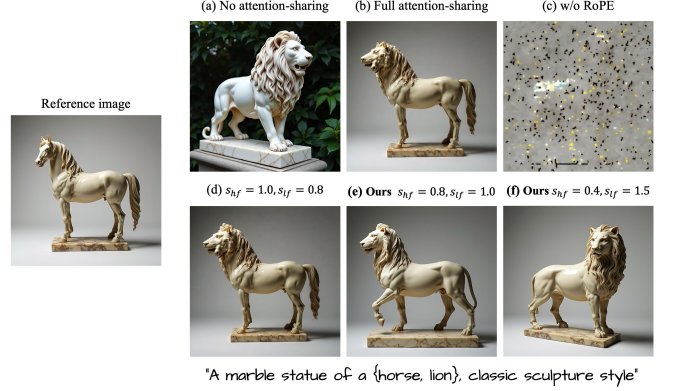 (a) No attention-sharing
(b) Full attention-sharing
(c) w/o RoPE
Reference image
(d) s_hf = 1.0, s_lf = 0.8
(e) Ours s_hf = 0.8, s_lf = 1.0
(f) Ours s_hf = 0.4, s_lf = 1.5
"A marble statue of a {horse, lion}, classic sculpture style"